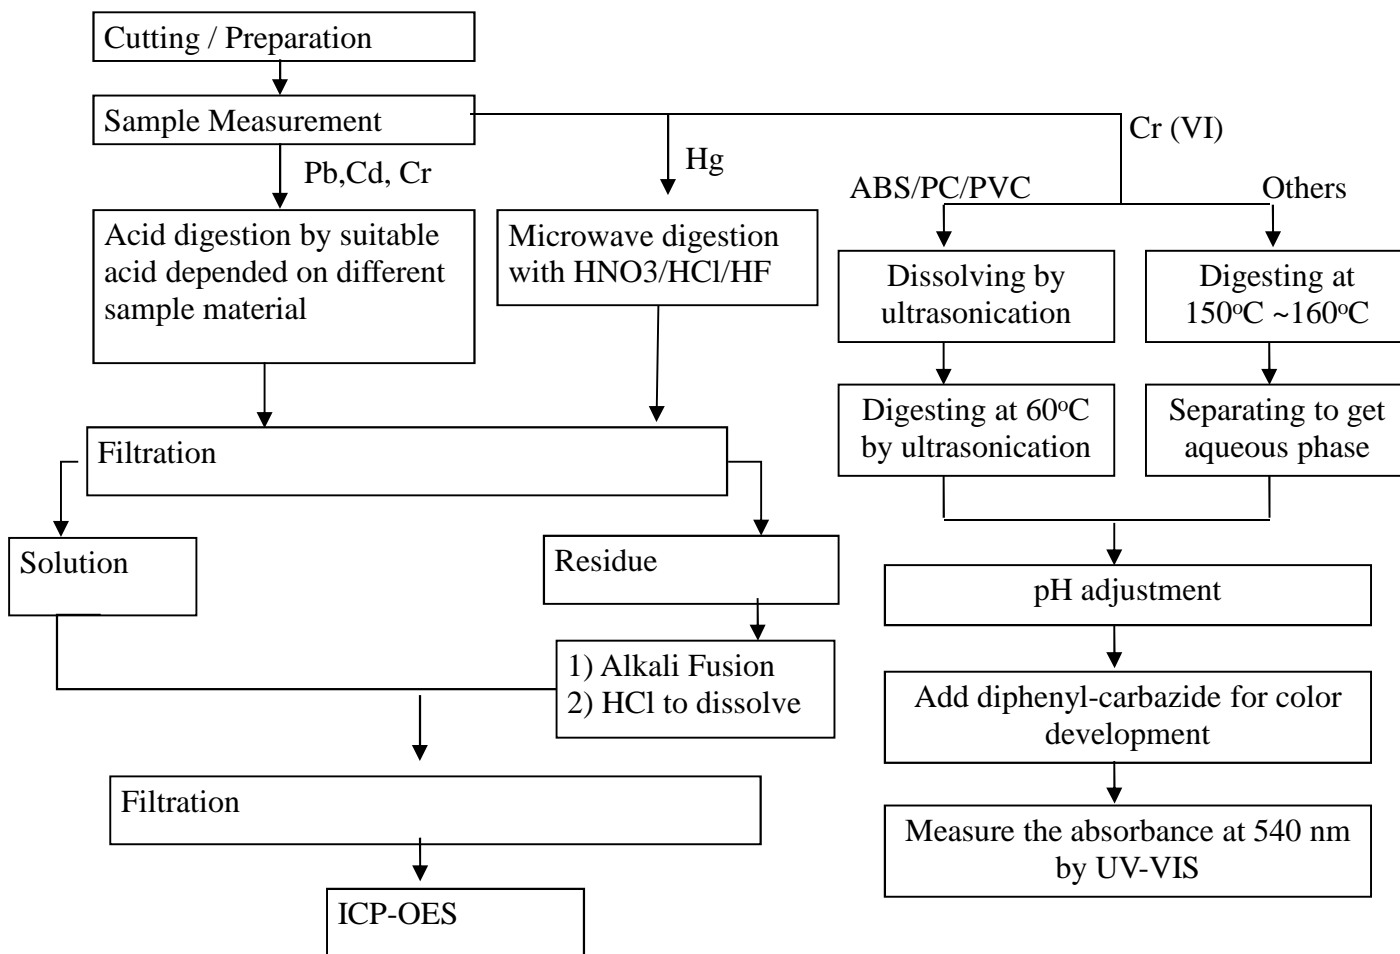 Cutting / Preparation
Sample Measurement
Cr (VI)
Pb,Cd, Cr
Hg
ABS/PC/PVC
Others
Acid digestion by suitable
acid depended on different
sample material
Microwave digestion
with HNO3/HCl/HF
Dissolving by
ultrasonication
Digesting at
150°C ~160°C
Digesting at 60°C
by ultrasonication
Separating to get
aqueous phase
Filtration
Solution
Residue
pH adjustment
1) Alkali Fusion
2) HCl to dissolve
Add diphenyl-carbazide for color
development
Filtration
Measure the absorbance at 540 nm
by UV-VIS
ICP-OES